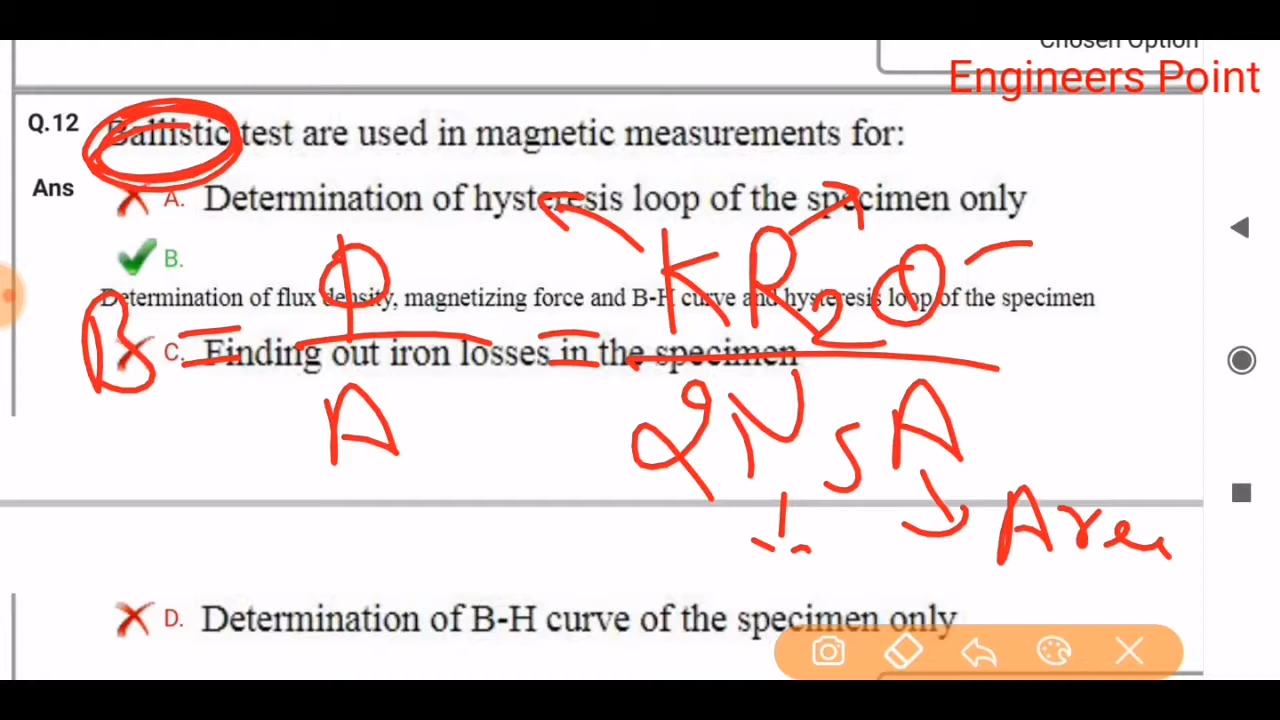 Chosen Option
Engineers Point
Q.12 Ballistic test are used in magnetic measurements for:
Ans A. Determination of hysteresis loop of the specimen only
B.
Determination of flux density, magnetizing force and B-H curve and hysteresis loop of the specimen
C. Finding out iron losses in the specimen
D. Determination of B-H curve of the specimen only
B = Φ/A = KR₂θ/2NsA
Area